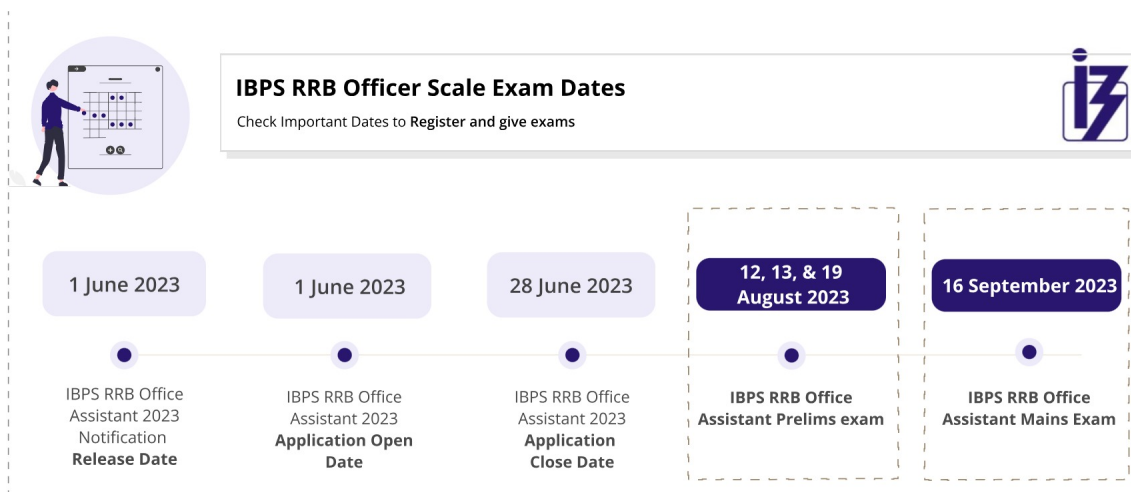 IBPS RRB Officer Scale Exam Dates
Check Important Dates to Register and give exams
1 June 2023
IBPS RRB Office
Assistant 2023
Notification
Release Date
1 June 2023
IBPS RRB Office
Assistant 2023
Application Open
Date
28 June 2023
IBPS RRB Office
Assistant 2023
Application
Close Date
12, 13, & 19
August 2023
IBPS RRB Office
Assistant Prelims exam
16 September 2023
IBPS RRB Office
Assistant Mains Exam